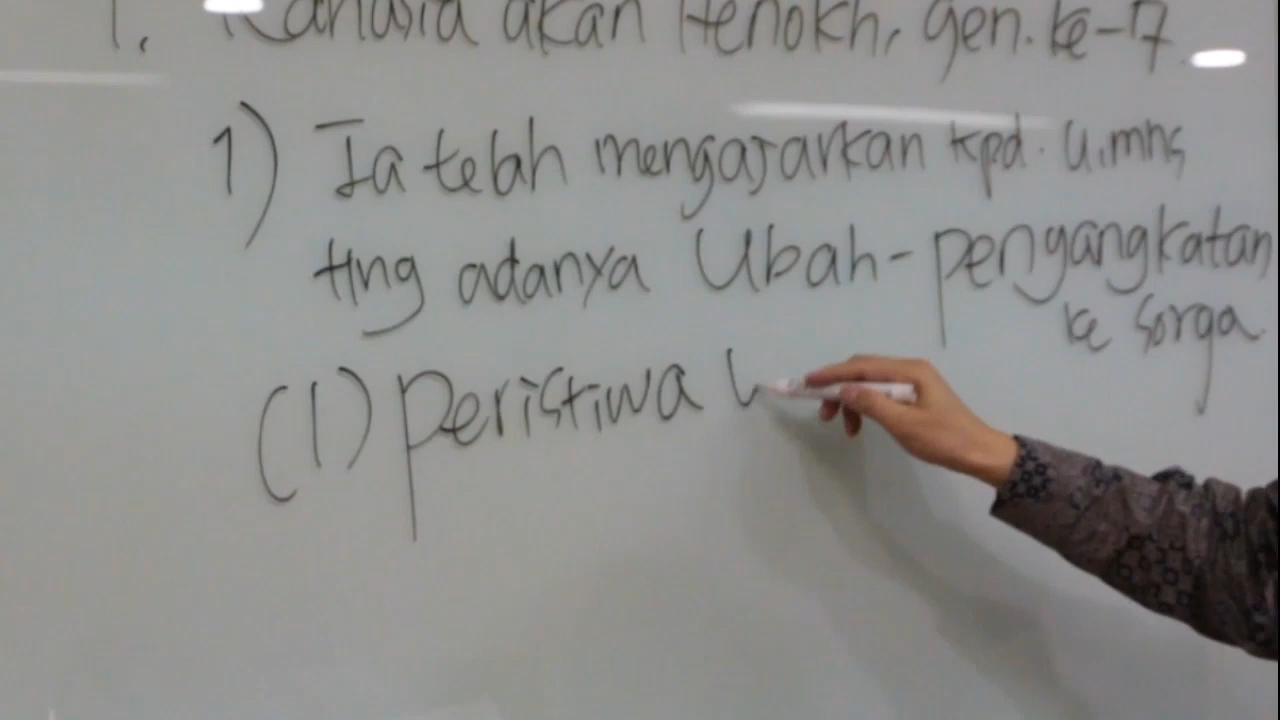 1. Rahasia akan Henokh, gen. ke-7
1) Ia telah mengajarkan kpd. u.mns
ttng adanya Ubah-pengangkatan
ke sorga.
(1) peristiwa